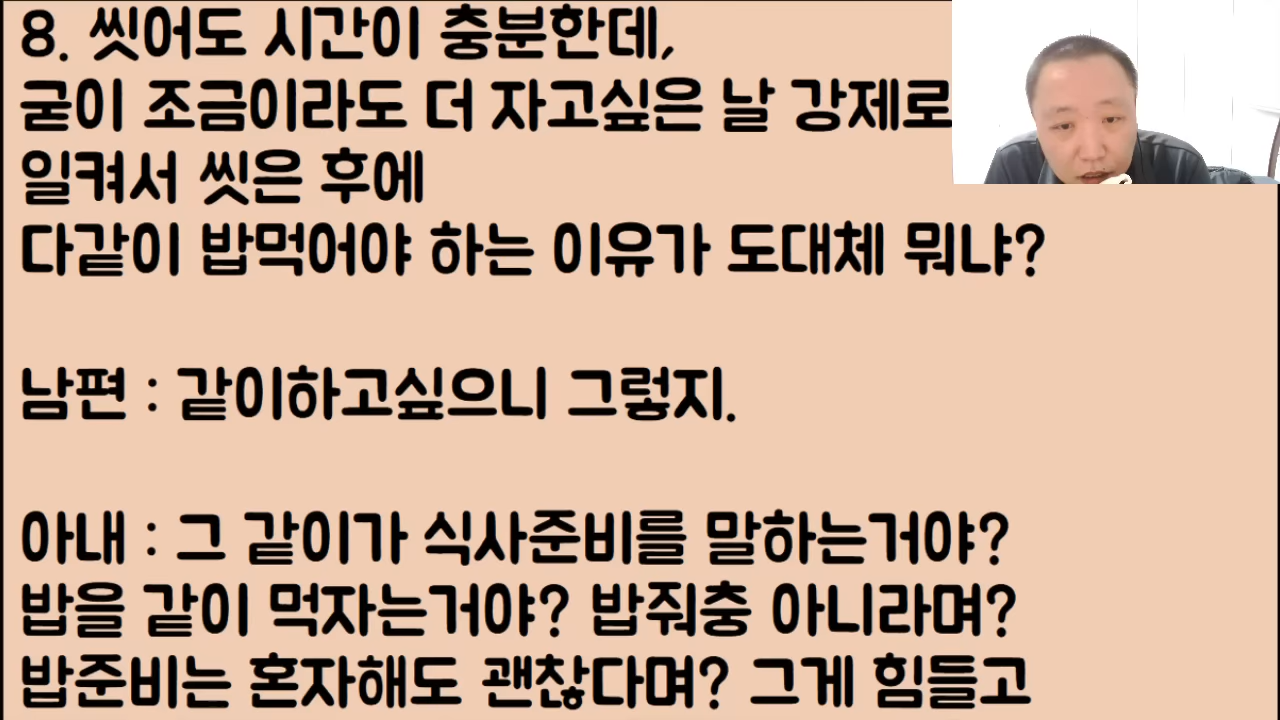 8. 씻어도 시간이 충분한데,
굳이 조금이라도 더 자고싶은 날 강제로
일켜서 씻은 후에
다같이 밥먹어야 하는 이유가 도대체 뭐냐?
남편 : 같이하고싶으니 그렇지.
아내 : 그 같이가 식사준비를 말하는거야?
밥을 같이 먹자는거야? 밥줘충 아니라며?
밥준비는 혼자해도 괜찮다며? 그게 힘들고